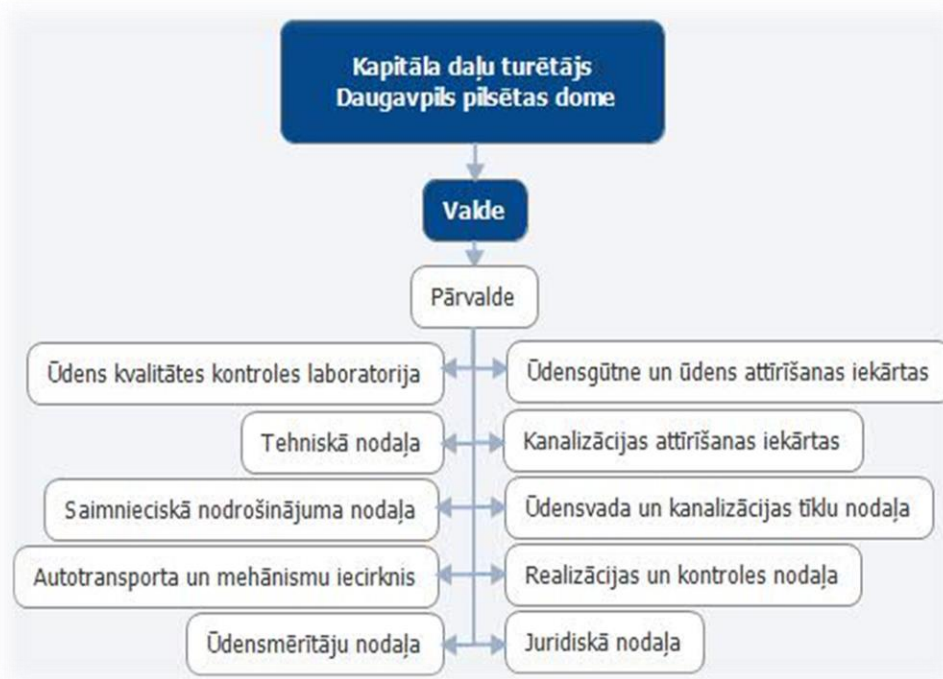 Kapitāla daļu turētājs
Daugavpils pilsētas dome
Valde
Pārvalde
Ūdens kvalitātes kontroles laboratorija
Ūdensgūtne un ūdens attīrīšanas iekārtas
Tehniskā nodaļa
Kanalizācijas attīrīšanas iekārtas
Saimnieciskā nodrošinājuma nodaļa
Ūdensvada un kanalizācijas tīklu nodaļa
Autotransporta un mehānismu iecirknis
Realizācijas un kontroles nodaļa
Ūdensmērītāju nodaļa
Juridiskā nodaļa